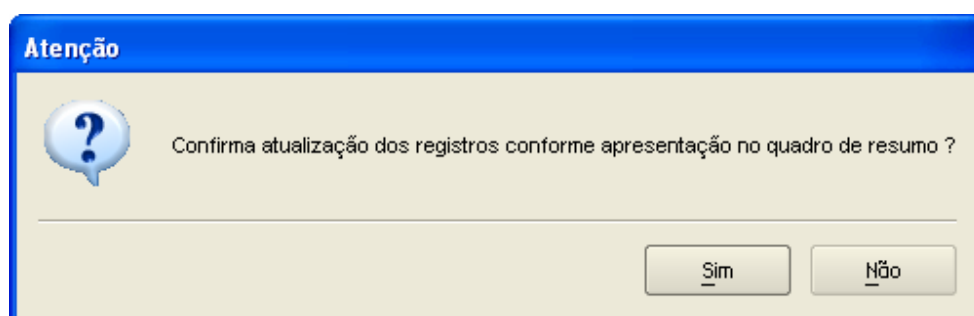 Atenção
Confirma atualização dos registros conforme apresentação no quadro de resumo ?
Sim
Não